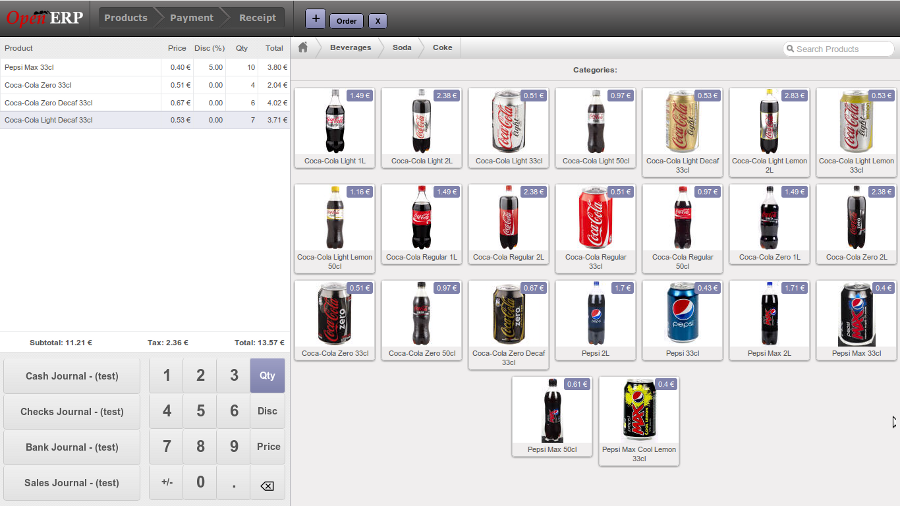 Open ERP
Products
Payment
Receipt
+
Order
X
Product Price Disc (%) Qty Total
Pepsi Max 33cl 0.40 € 5.00 10 3.80 €
Coca-Cola Zero 33cl 0.51 € 0.00 4 2.04 €
Coca-Cola Zero Decaf 33cl 0.67 € 0.00 6 4.02 €
Coca-Cola Light Decaf 33cl 0.53 € 0.00 7 3.71 €
Subtotal: 11.21 € Tax: 2.36 € Total: 13.57 €
Cash Journal - (test)
Checks Journal - (test)
Bank Journal - (test)
Sales Journal - (test)
1 2 3 Qty
4 5 6 Disc
7 8 9 Price
+/- 0 .
Beverages
Soda
Coke
Search Products
Categories:
1.49 €
Coca-Cola Light 1L
2.38 €
Coca-Cola Light 2L
0.51 €
Coca-Cola Light 33cl
0.97 €
Coca-Cola Light 50cl
0.53 €
Coca-Cola Light Decaf
33cl
2.83 €
Coca-Cola Light Lemon
2L
0.53 €
Coca-Cola Light Lemon
33cl
1.16 €
Coca-Cola Light Lemon
50cl
1.49 €
Coca-Cola Regular 1L
2.38 €
Coca-Cola Regular 2L
0.51 €
Coca-Cola Regular
33cl
0.97 €
Coca-Cola Regular
50cl
1.49 €
Coca-Cola Zero 1L
2.38 €
Coca-Cola Zero 2L
0.51 €
Coca-Cola Zero 33cl
0.97 €
Coca-Cola Zero 50cl
0.67 €
Coca-Cola Zero Decaf
33cl
1.7 €
Pepsi 2L
0.43 €
Pepsi 33cl
1.71 €
Pepsi Max 2L
0.4 €
Pepsi Max 33cl
0.61 €
Pepsi Max 50cl
0.4 €
Pepsi Max Cool Lemon
33cl